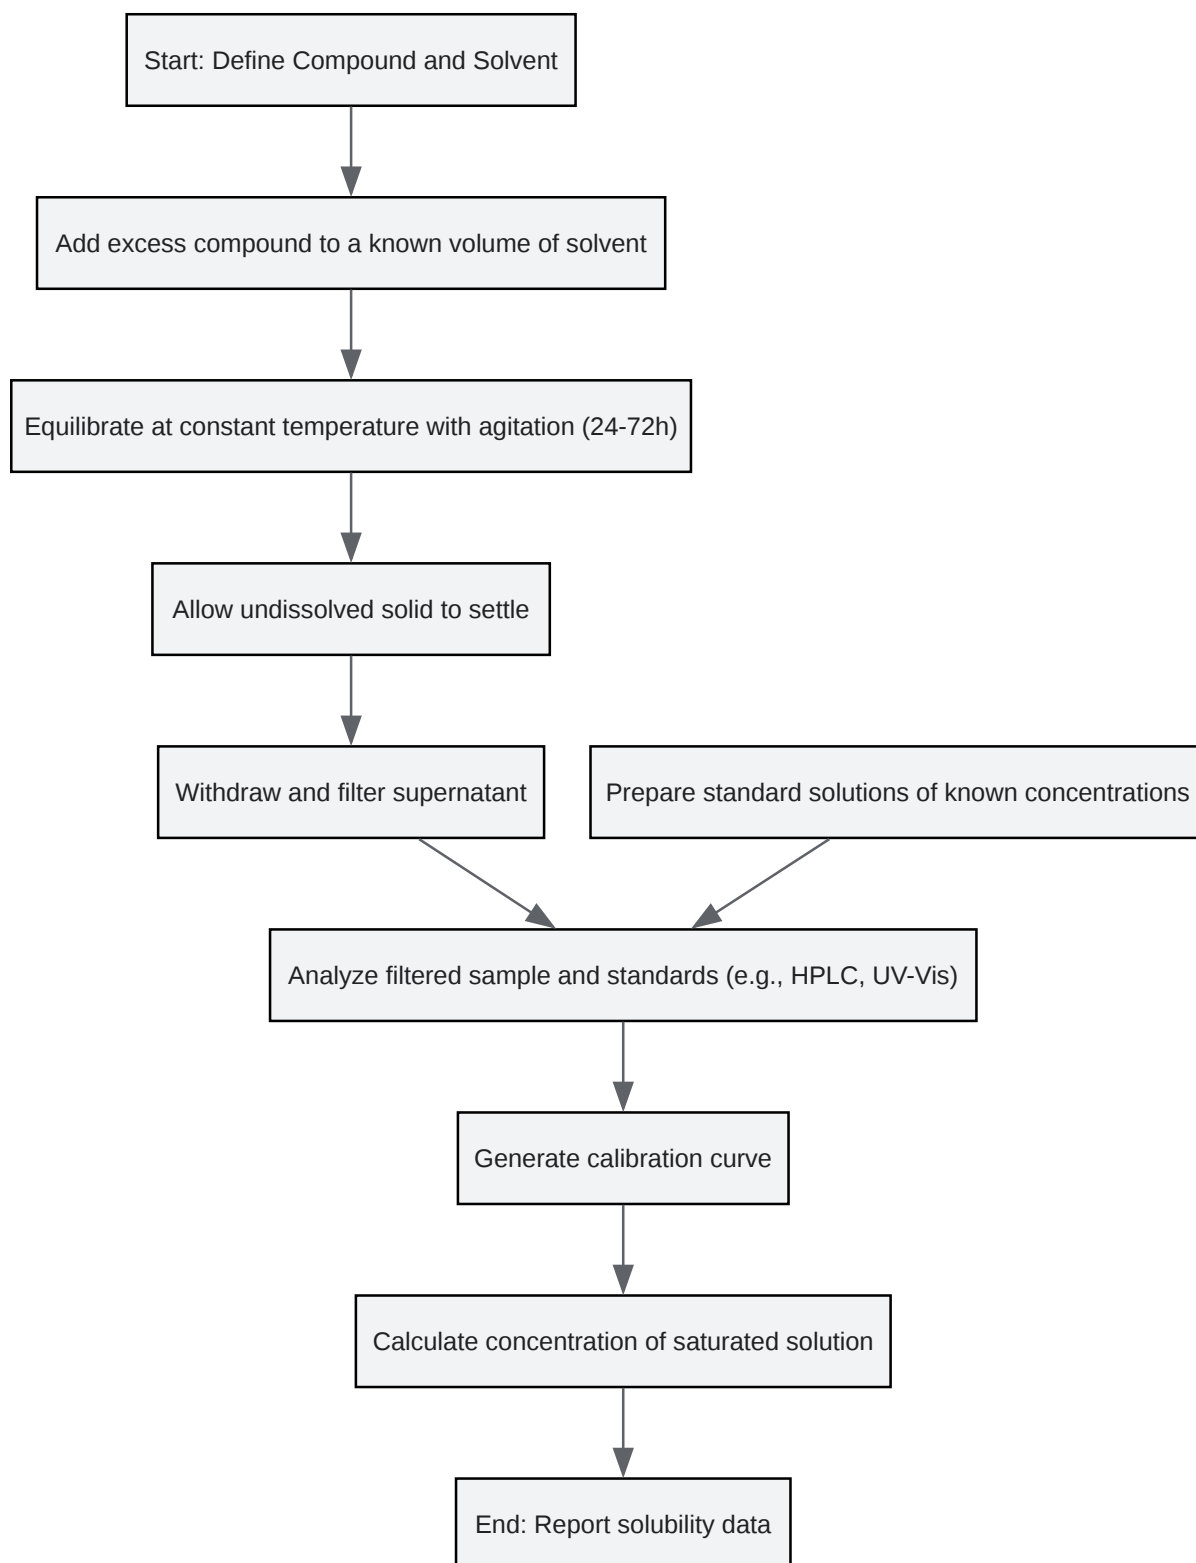 Start: Define Compound and Solvent
Add excess compound to a known volume of solvent
Equilibrate at constant temperature with agitation (24-72h)
Allow undissolved solid to settle
Withdraw and filter supernatant
Prepare standard solutions of known concentrations
Analyze filtered sample and standards (e.g., HPLC, UV-Vis)
Generate calibration curve
Calculate concentration of saturated solution
End: Report solubility data